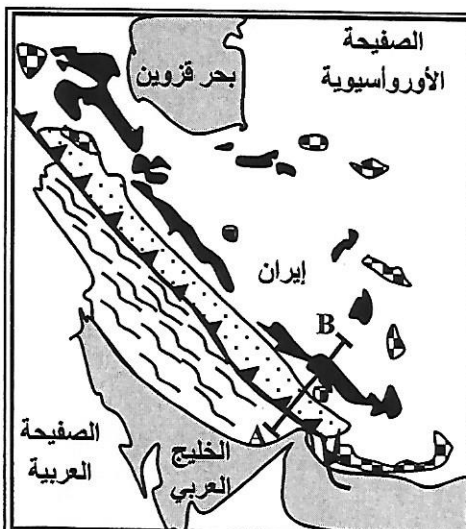 الصفيحة
الأوروآسيوية
بحر قزوين
إيران
B
A
الصفيحة
العربية
الخليج
العربي